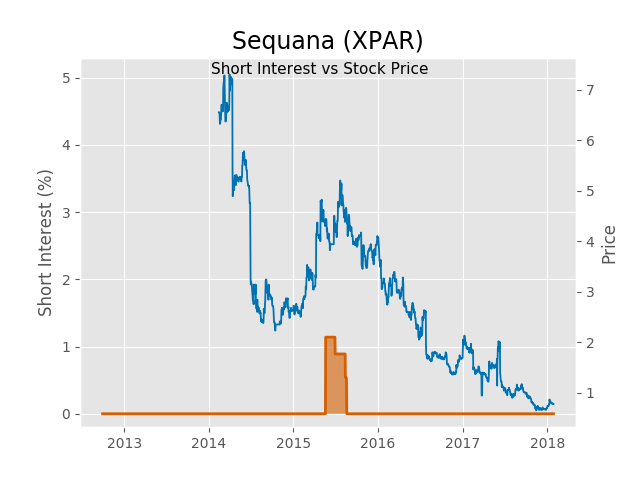 Sequana (XPAR)
Short Interest vs Stock Price
Short Interest (%)
5
4
3
2
1
0
7
6
5
4
3
2
1
Price
2013 2014 2015 2016 2017 2018